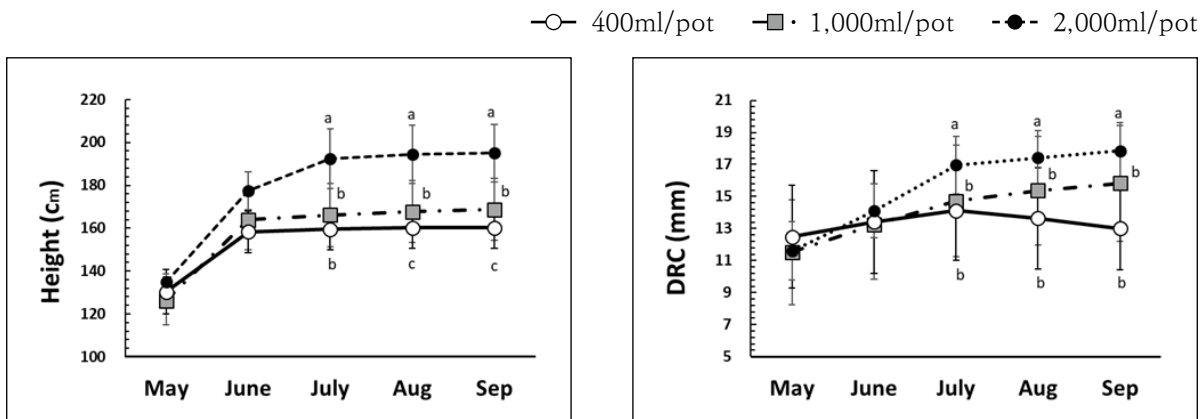 400ml/pot 1,000ml/pot 2,000ml/pot
Height (cm)
220
200
180
160
140
120
100
a a a
b b b
b c c
May June July Aug Sep
DRC (mm)
21
19
17
15
13
11
9
7
5
a a a
b b b
b b b
May June July Aug Sep